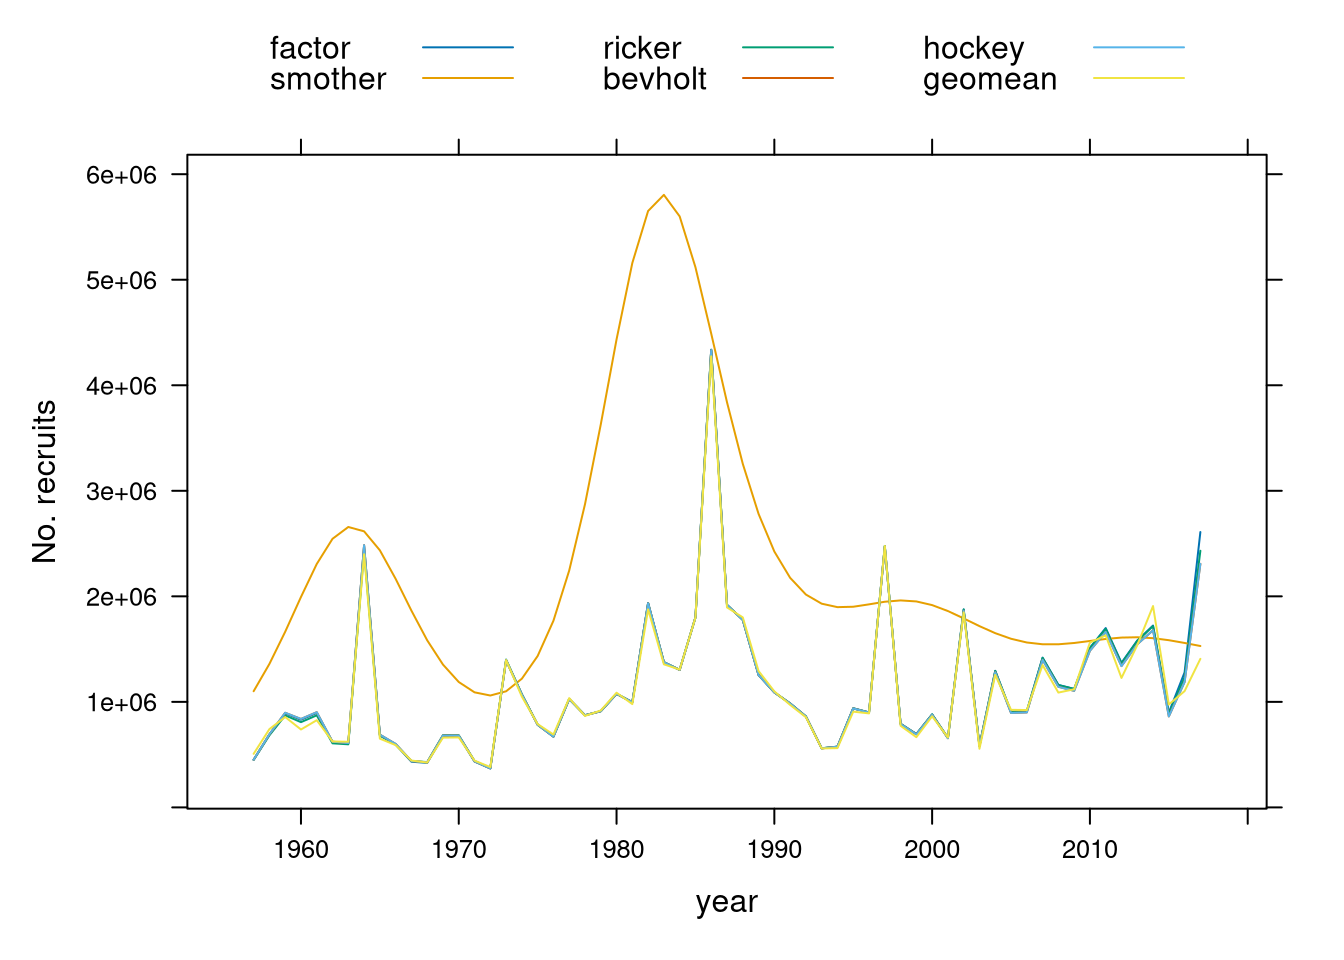 factor ricker hockey
smother bevholt geomean
6e+06
5e+06
4e+06
3e+06
2e+06
1e+06
No. recruits
1960 1970 1980 1990 2000 2010
year